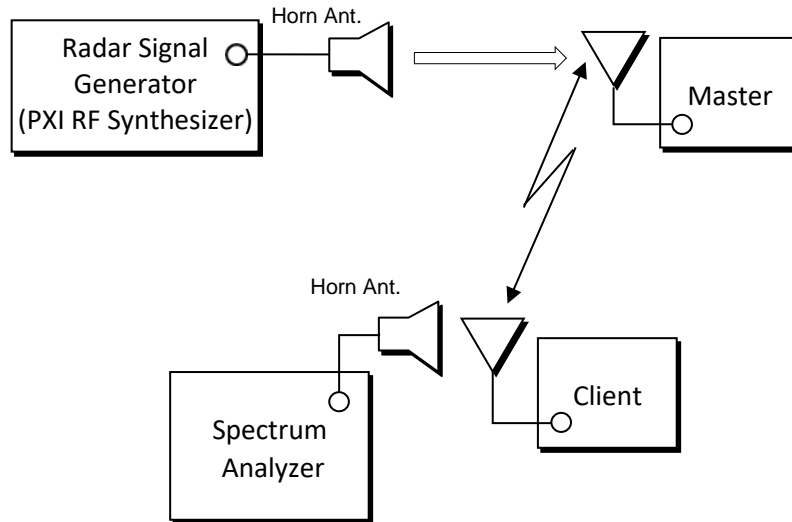 Horn Ant.
Radar Signal
Generator
(PXI RF Synthesizer)
Master
Horn Ant.
Client
Spectrum
Analyzer